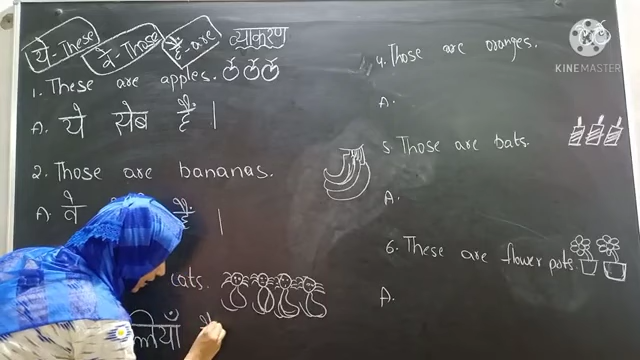 ये - These वे - Those हैं - are व्याकरण
1. These are apples.
A. ये सेब हैं |
2. Those are bananas.
A. वे हैं |
cats.
4. Those are oranges.
A.
5. Those are bats.
A.
6. These are flower pots.
A.
KINEMASTER